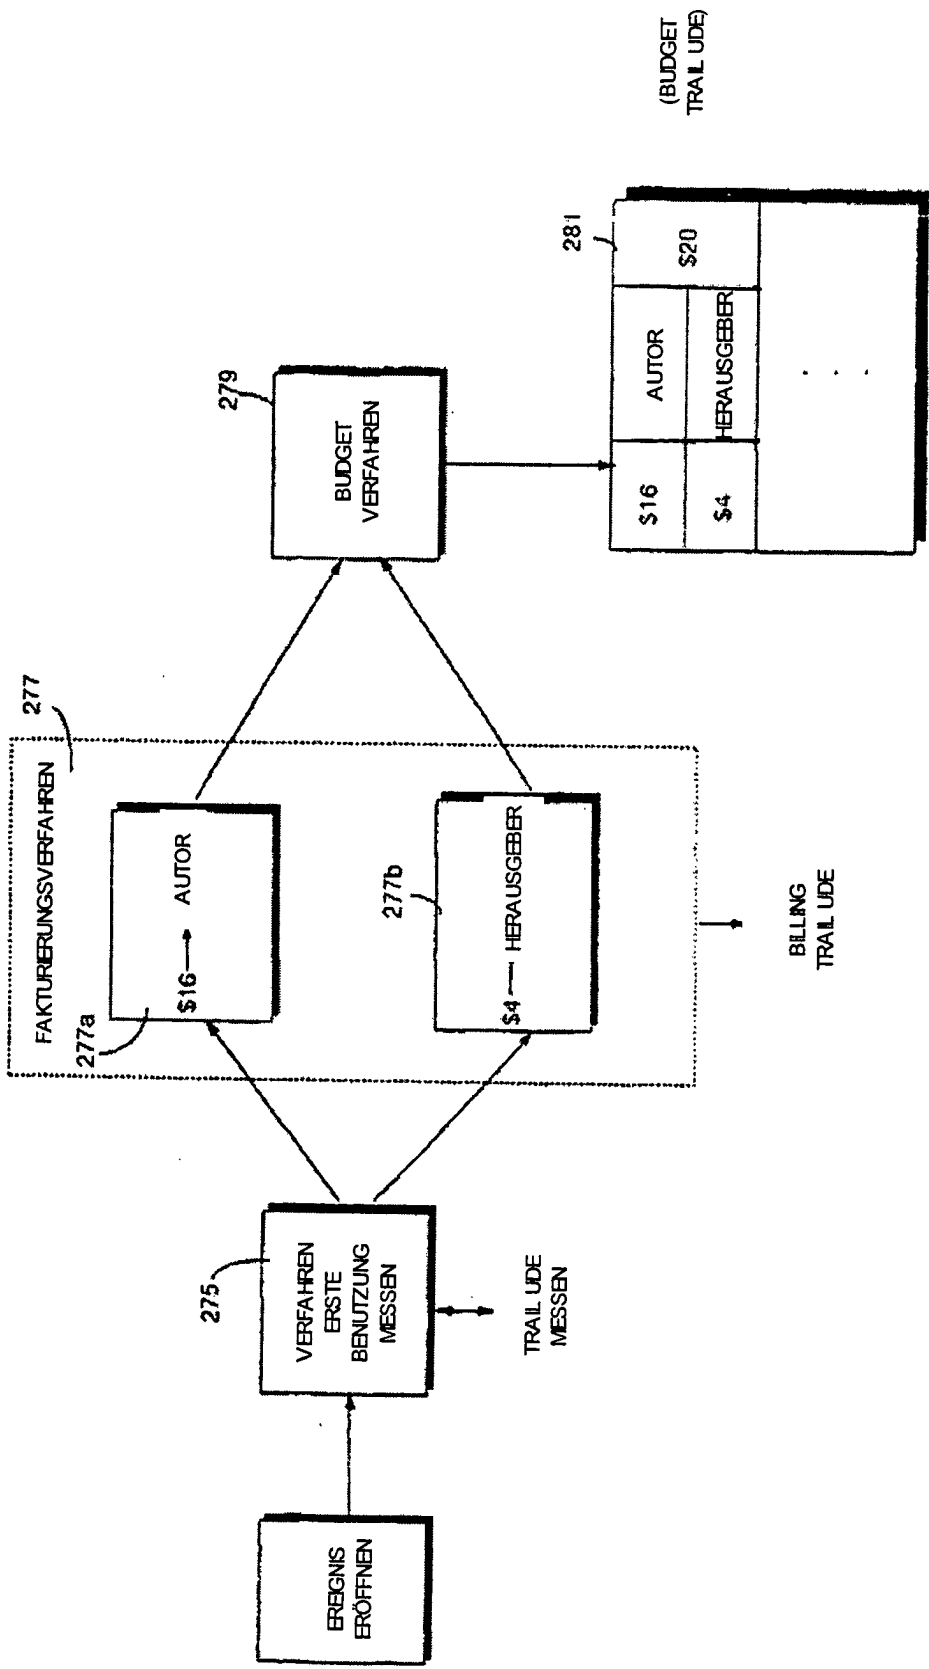 EREIGNIS
ERÖFFNEN
275
VERFAHREN
ERSTE
BENUTZUNG
MESSEN
TRAIL UDE
MESSEN
277
FAKTURIERUNGSVERFAHREN
277a
$16 → AUTOR
277b
$4 — HERAUSGEBER
BILLING
TRAIL UDE
279
BUDGET
VERFAHREN
281
$16 AUTOR $20
$4 HERAUSGEBER
. . .
(BUDGET
TRAIL UDE)